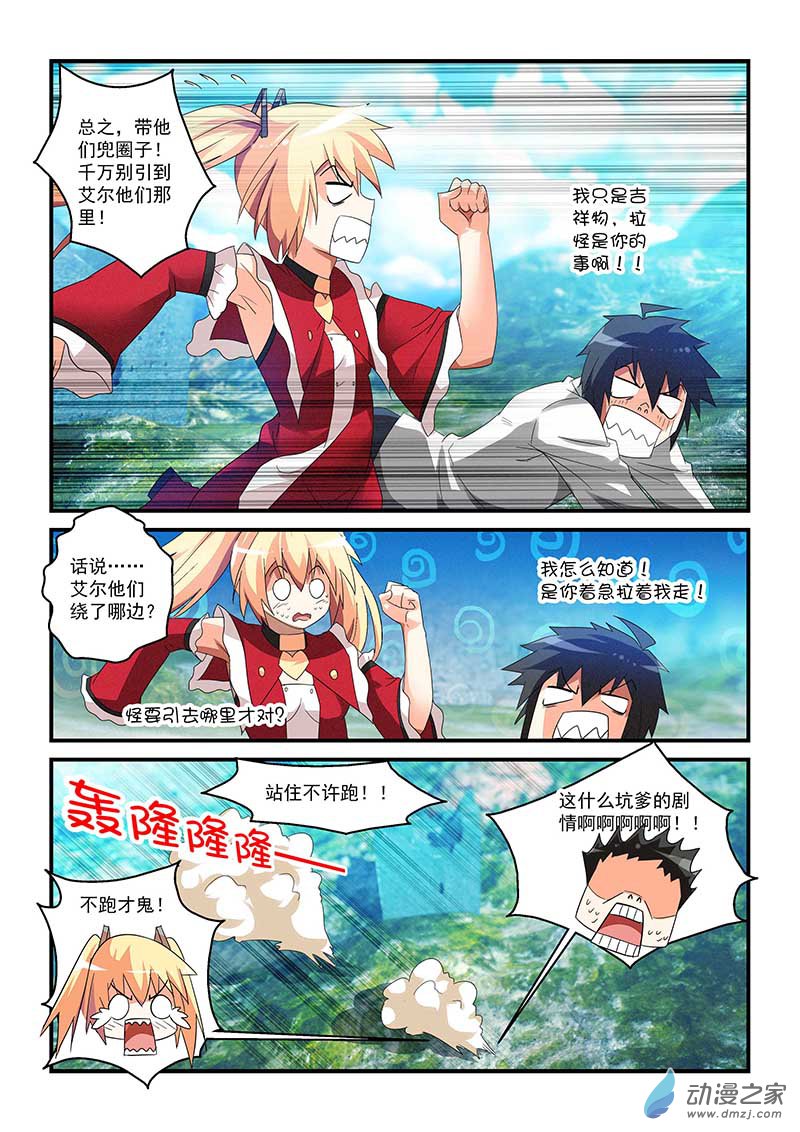 总之，带他
们兜圈子！
千万别引到
艾尔他们那
里！
我只是吉
祥物，拉
怪是你的
事啊！！
话说……
艾尔他们
绕了哪边？
我怎么知道！
是你着急拉着我走！
怪要引去哪里才对？
轰隆隆隆——
站住不许跑！！
这什么坑爹的剧
情啊啊啊啊啊！！
不跑才鬼！
动漫之家
www.dmzj.com